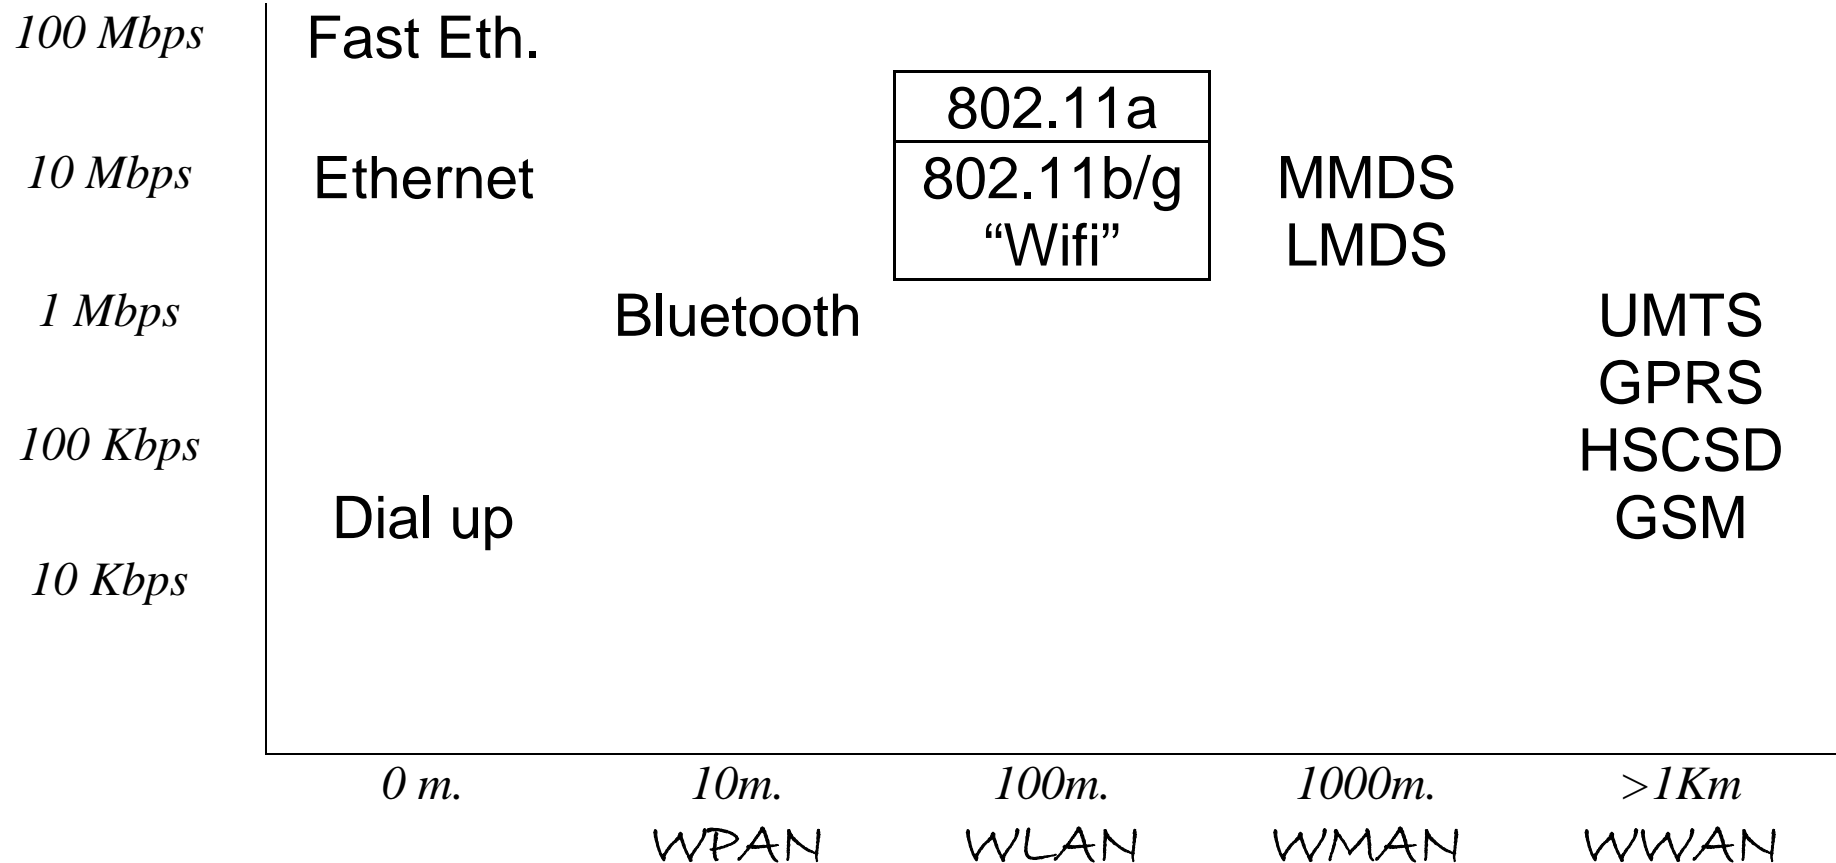 100 Mbps Fast Eth.
802.11a
10 Mbps Ethernet 802.11b/g MMDS
“Wifi” LMDS
1 Mbps Bluetooth UMTS
GPRS
100 Kbps HSCSD
Dial up GSM
10 Kbps
0 m. 10m. 100m. 1000m. >1Km
WPAN WLAN WMAN WWAN